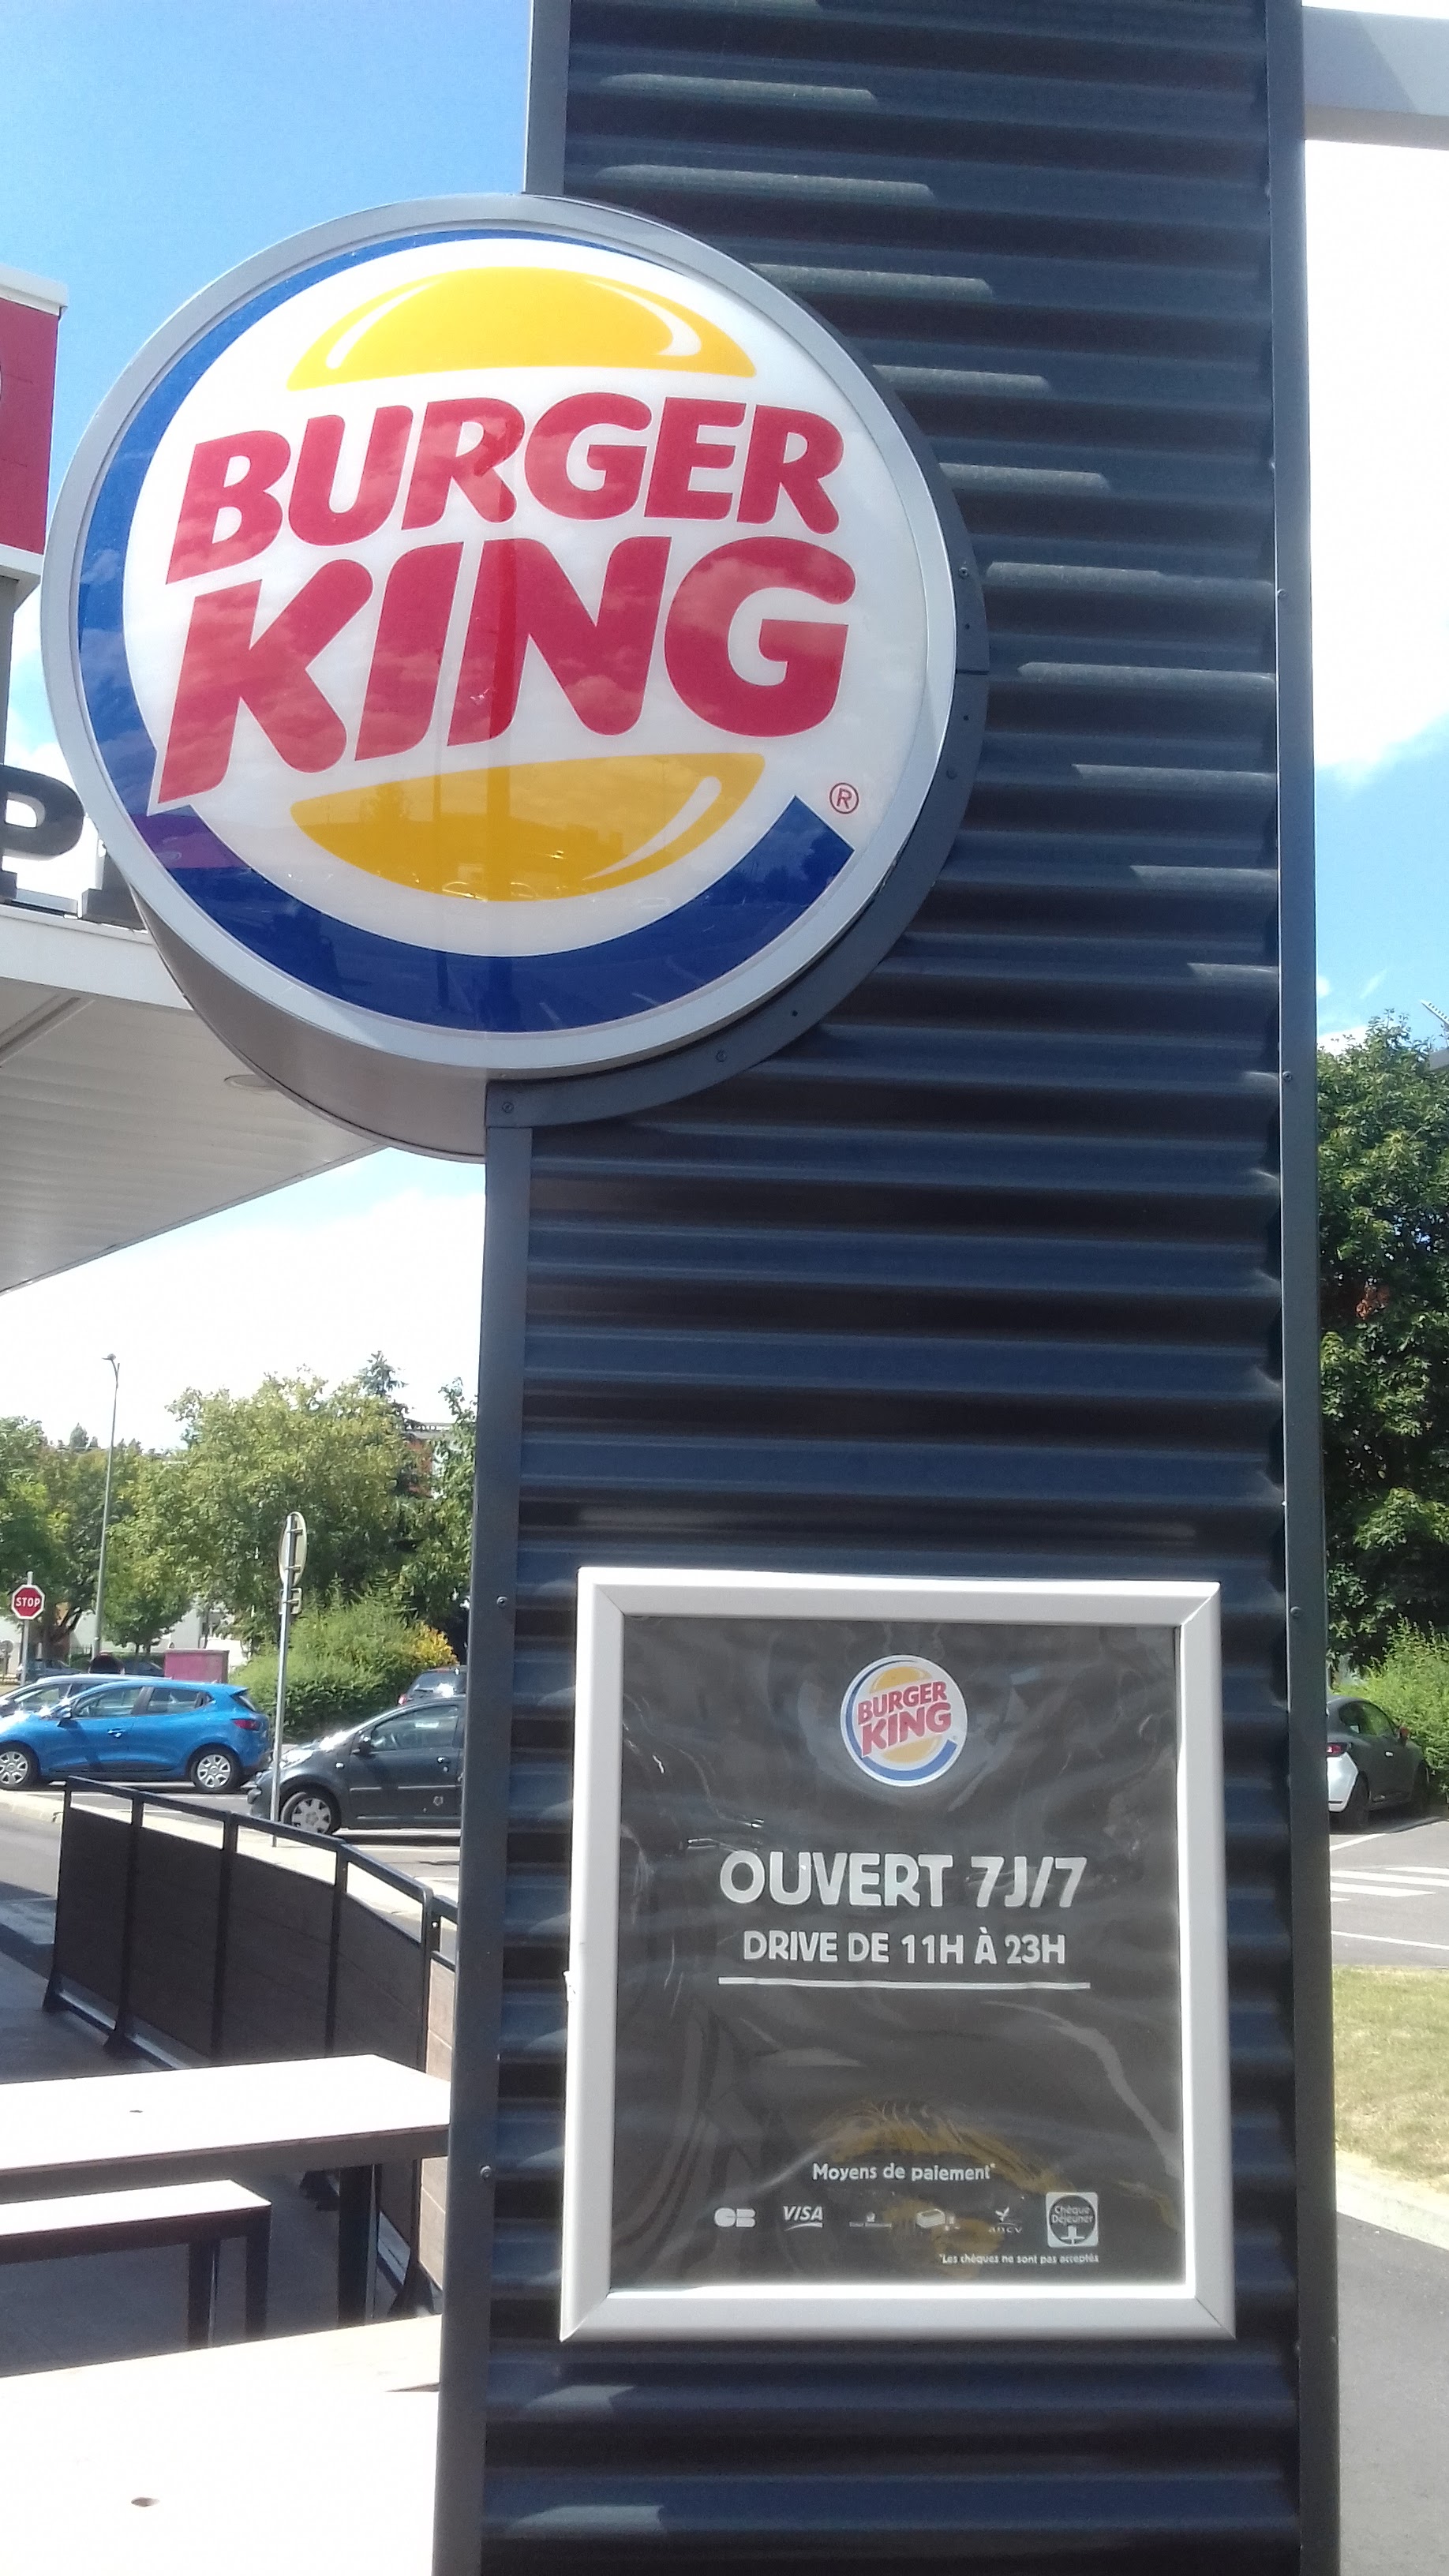 BURGER
KING
®
P
STOP
BURGER
KING
OUVERT 7J/7
DRIVE DE 11H À 23H
Moyens de paiement*
CB
VISA
ancv
Chèque
Déjeuner
*Les chèques ne sont pas acceptés